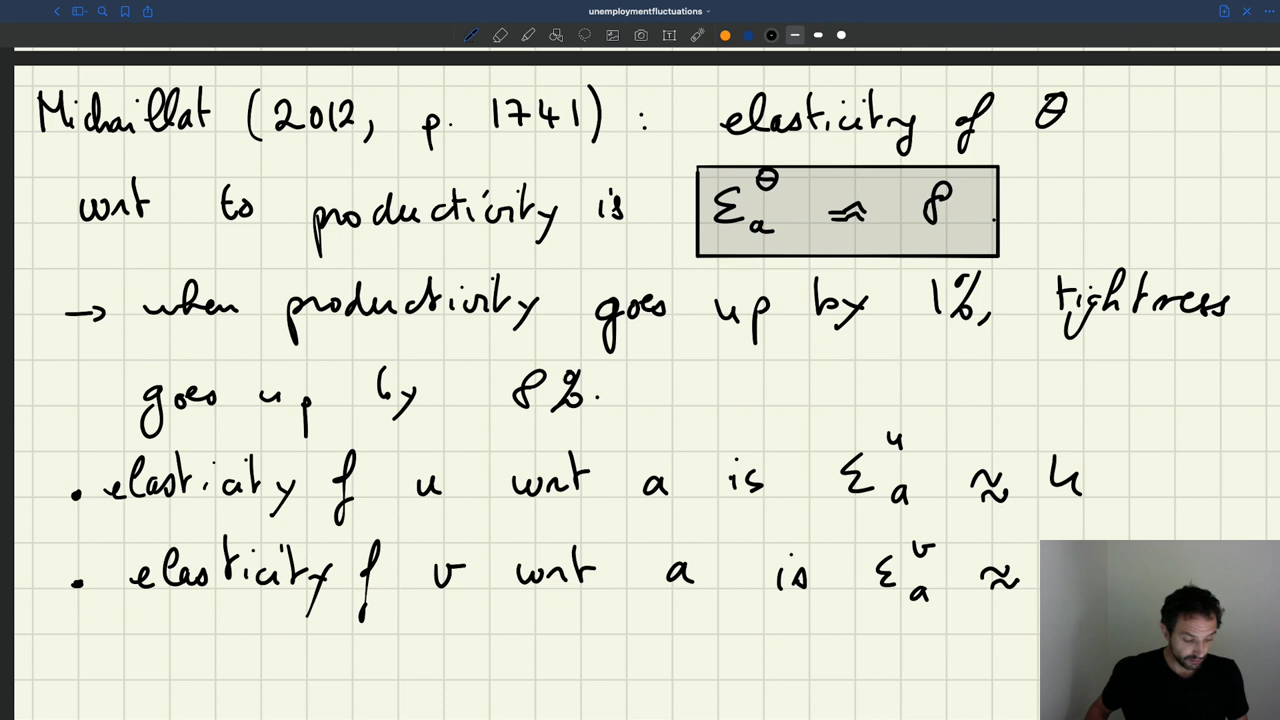 unemploymentfluctuations
Michaillat (2012, p. 1741) : elasticity of θ
wrt to productivity is ε^θ_a ≈ 8
→ when productivity goes up by 1%, tightness
goes up by 8%.
• elasticity of u wrt a is ε^u_a ≈ 4
• elasticity of v wrt a is ε^v_a ≈